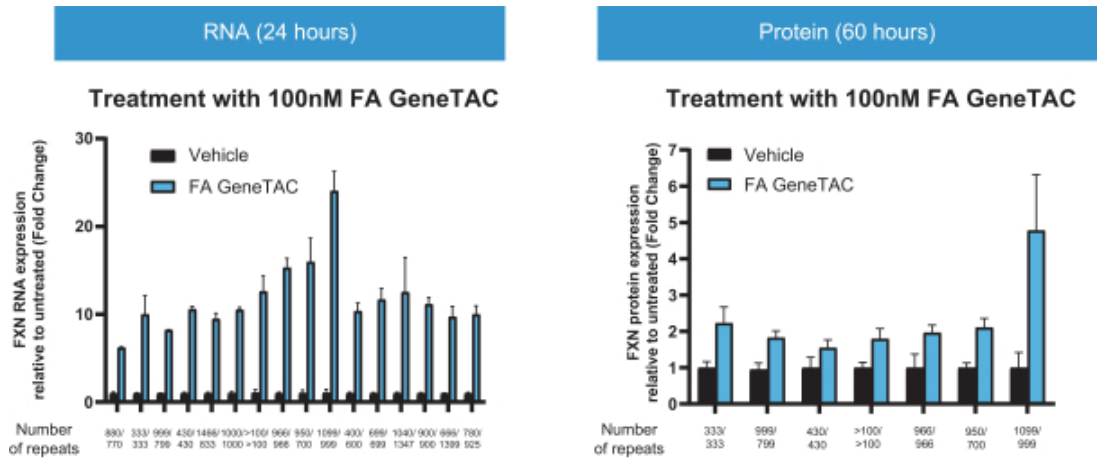 RNA (24 hours)
Treatment with 100nM FA GeneTAC
FXN RNA expression
relative to untreated (Fold Change)
30
20
10
0
Vehicle
FA GeneTAC
Number
of repeats
880/ 333/ 999/ 430/ 1466/ 1000/ >100/ 966/ 950/ 1099/ 400/ 699/ 1040/ 900/ 666/ 780/
770 333 799 430 833 1000 >100 966 700 999 600 699 1347 900 1399 925
Protein (60 hours)
Treatment with 100nM FA GeneTAC
FXN protein expression
relative to untreated (Fold Change)
7
6
5
4
3
2
1
0
Vehicle
FA GeneTAC
Number
of repeats
333/ 999/ 430/ >100/ 966/ 950/ 1099/
333 799 430 >100 966 700 999